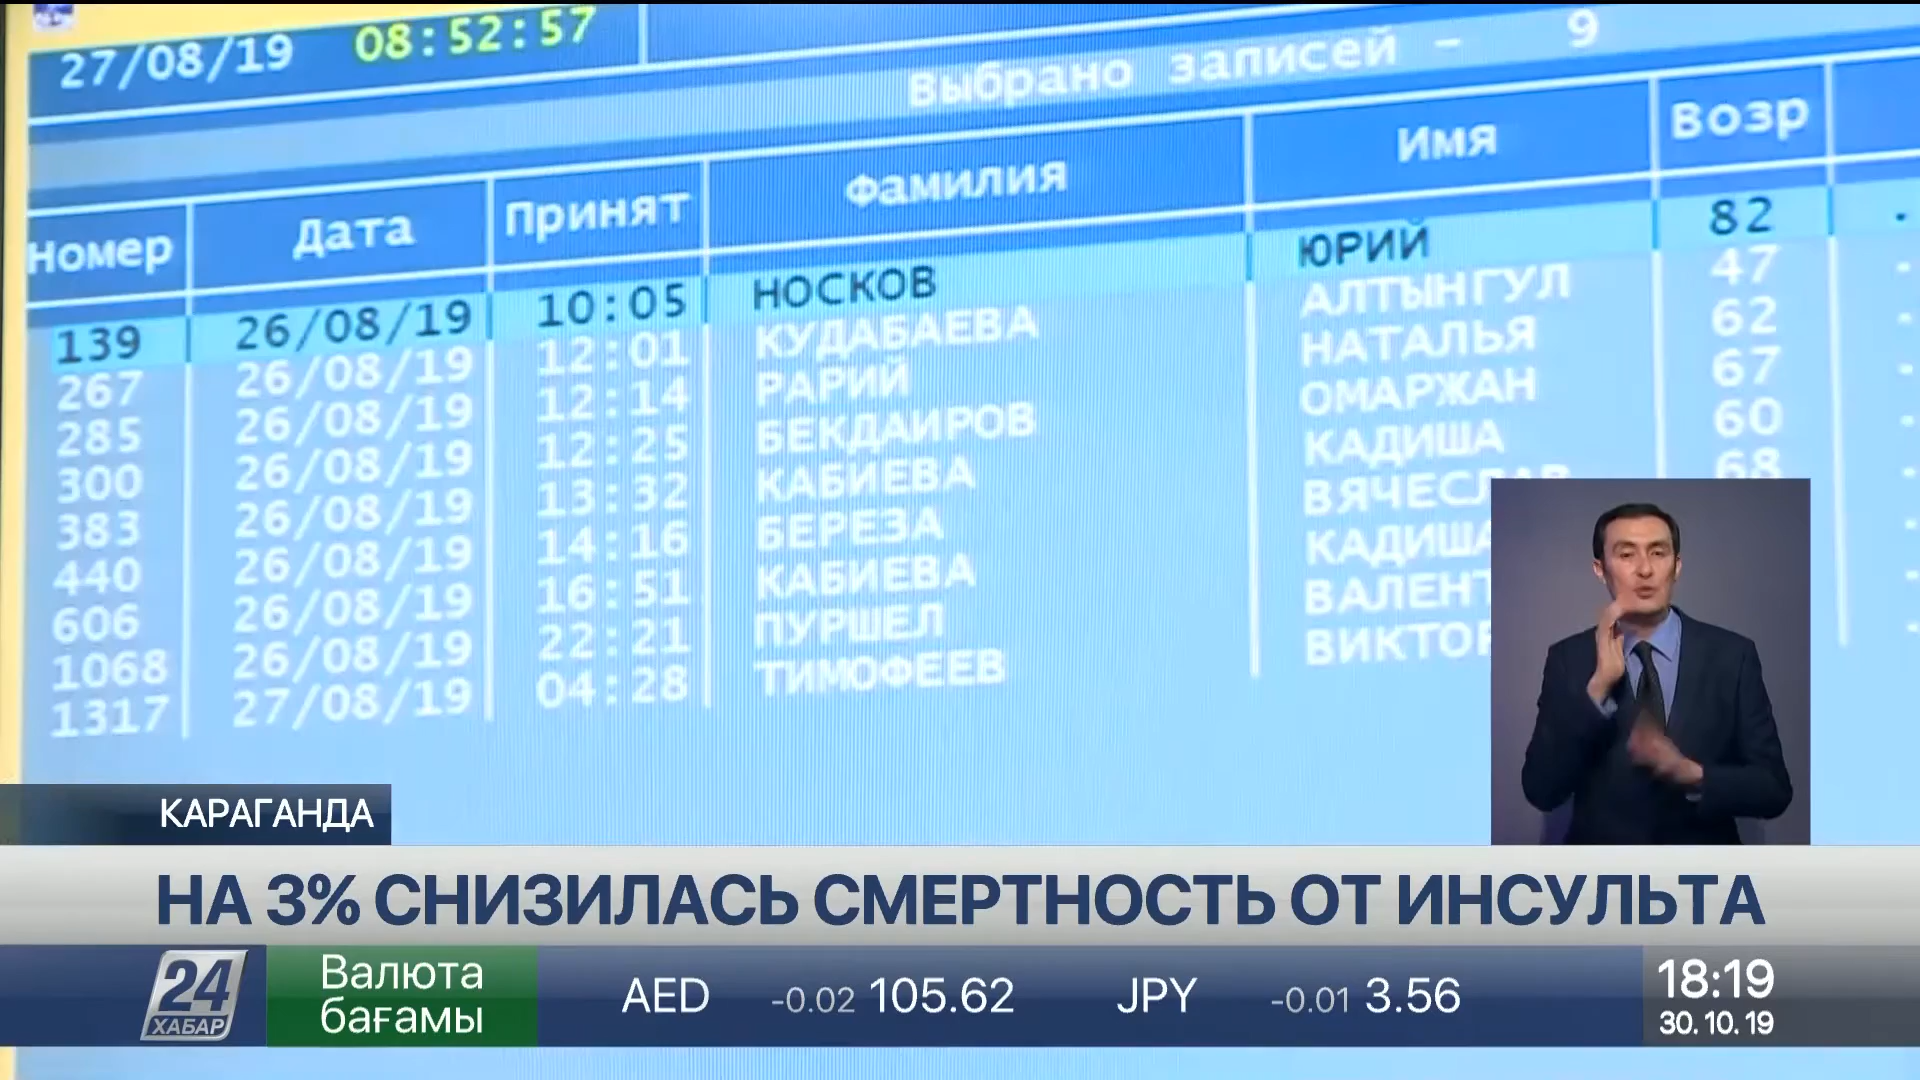 27/08/19 08:52:57
Выбрано записей - 9
Номер Дата Принят Фамилия Имя Возр
139 26/08/19 10:05 НОСКОВ ЮРИЙ 82
267 26/08/19 12:01 КУДАБАЕВА АЛТЫНГУЛ 47
285 26/08/19 12:14 РАРИЙ НАТАЛЬЯ 62
300 26/08/19 12:25 БЕКДАИРОВ ОМАРЖАН 67
383 26/08/19 13:32 КАБИЕВА КАДИША 60
440 26/08/19 14:16 БЕРЕЗА ВЯЧЕСЛАВ 68
606 26/08/19 16:51 КАБИЕВА КАДИША
1068 26/08/19 22:21 ПУРШЕЛ ВАЛЕНТ
1317 27/08/19 04:28 ТИМОФЕЕВ ВИКТОР
КАРАГАНДА
НА 3% СНИЗИЛАСЬ СМЕРТНОСТЬ ОТ ИНСУЛЬТА
24 ХАБАР
Валюта бағамы
AED -0.02 105.62 JPY -0.01 3.56
18:19
30.10.19